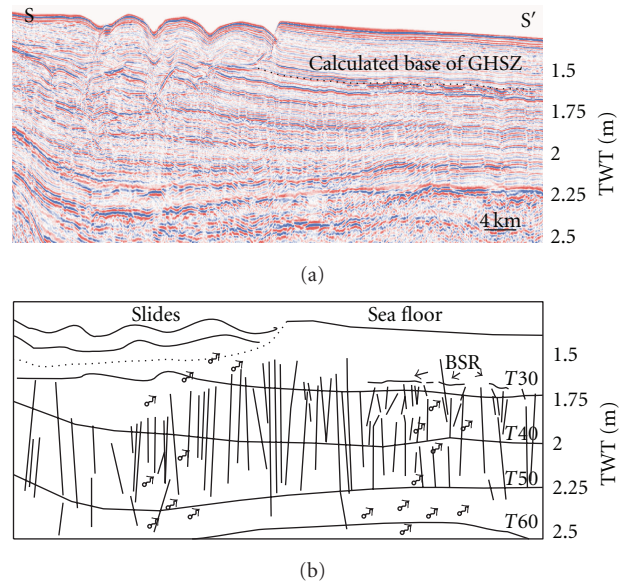 S
S′
Calculated base of GHSZ
1.5
1.75
2
2.25
2.5
TWT (m)
4 km
(a)
Slides
Sea floor
BSR
T30
T40
T50
T60
1.5
1.75
2
2.25
2.5
TWT (m)
(b)